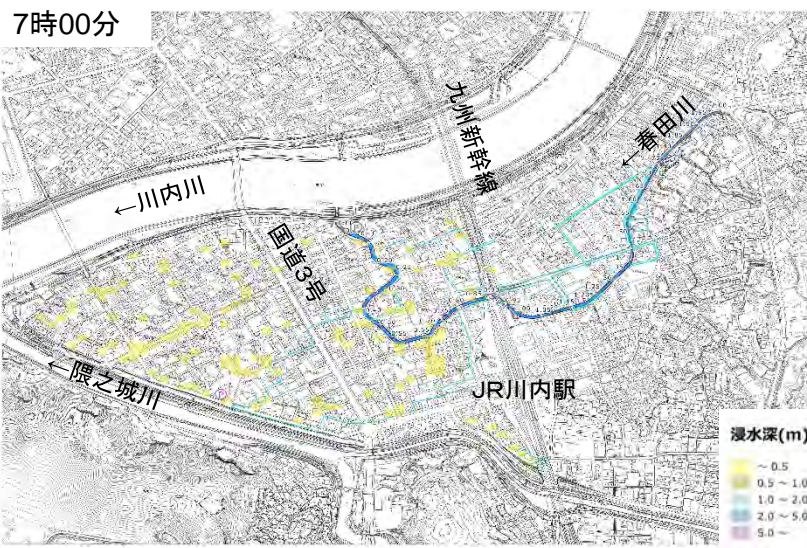 7時00分
九州新幹線
←春田川
←川内川
国道3号
←隈之城川
JR川内駅
浸水深(m)
～0.5
0.5～1.0
1.0～2.0
2.0～5.0
5.0～